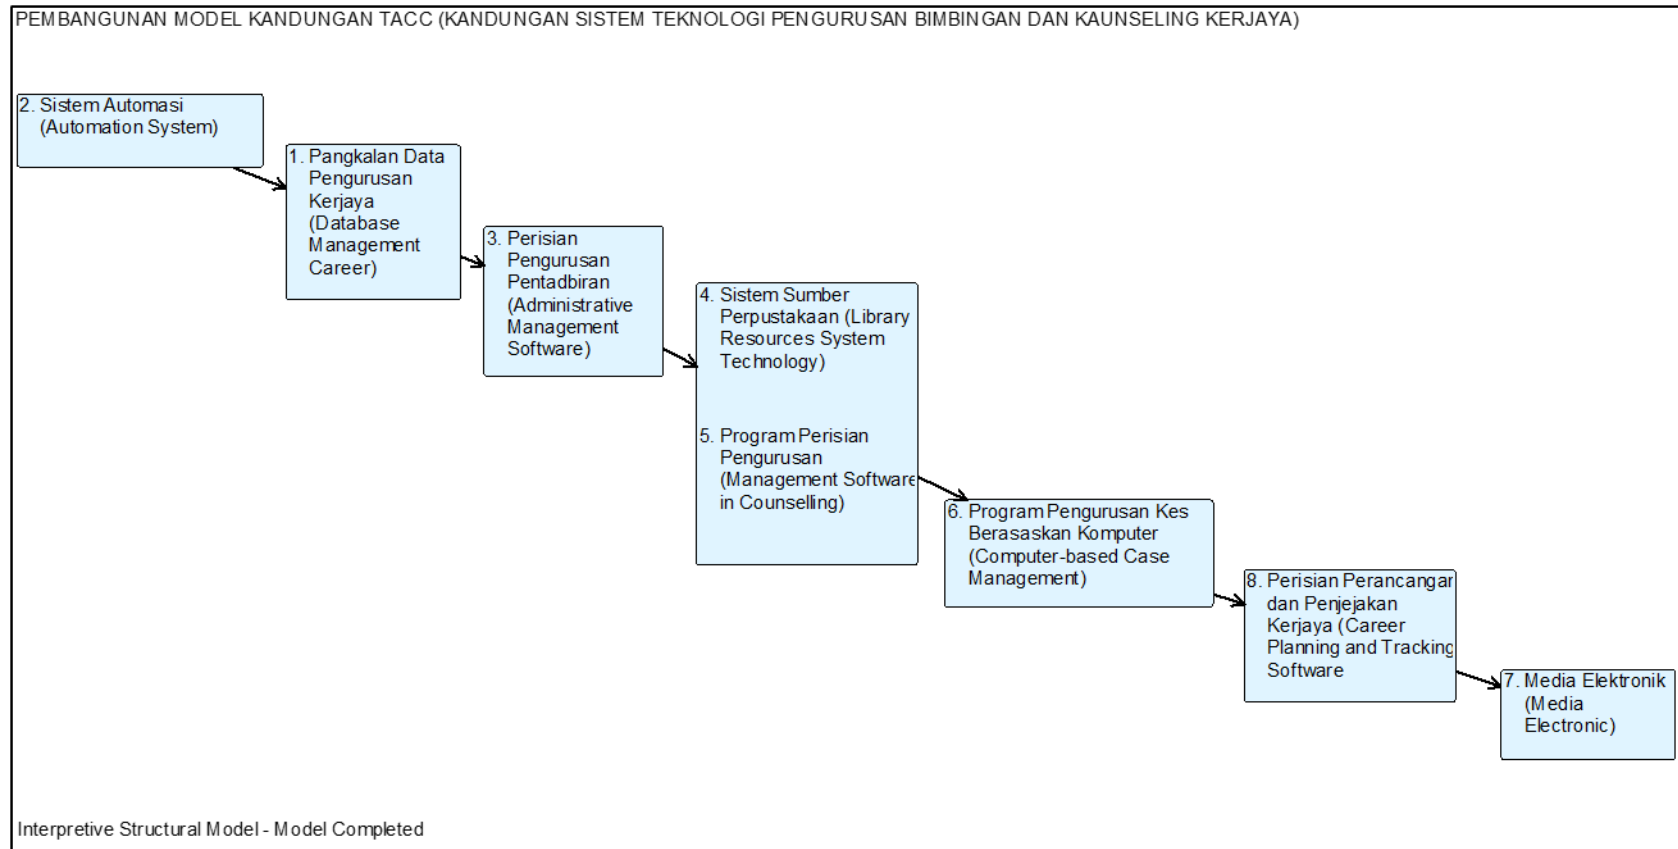 PEMBANGUNAN MODEL KANDUNGAN TACC (KANDUNGAN SISTEM TEKNOLOGI PENGURUSAN BIMBINGAN DAN KAUNSELING KERJAYA)
2. Sistem Automasi
(Automation System)
1. Pangkalan Data
Pengurusan
Kerjaya
(Database
Management
Career)
3. Perisian
Pengurusan
Pentadbiran
(Administrative
Management
Software)
4. Sistem Sumber
Perpustakaan (Library
Resources System
Technology)
5. Program Perisian
Pengurusan
(Management Software
in Counselling)
6. Program Pengurusan Kes
Berasaskan Komputer
(Computer-based Case
Management)
8. Perisian Perancangan
dan Penjejakan
Kerjaya (Career
Planning and Tracking
Software
7. Media Elektronik
(Media
Electronic)
Interpretive Structural Model - Model Completed